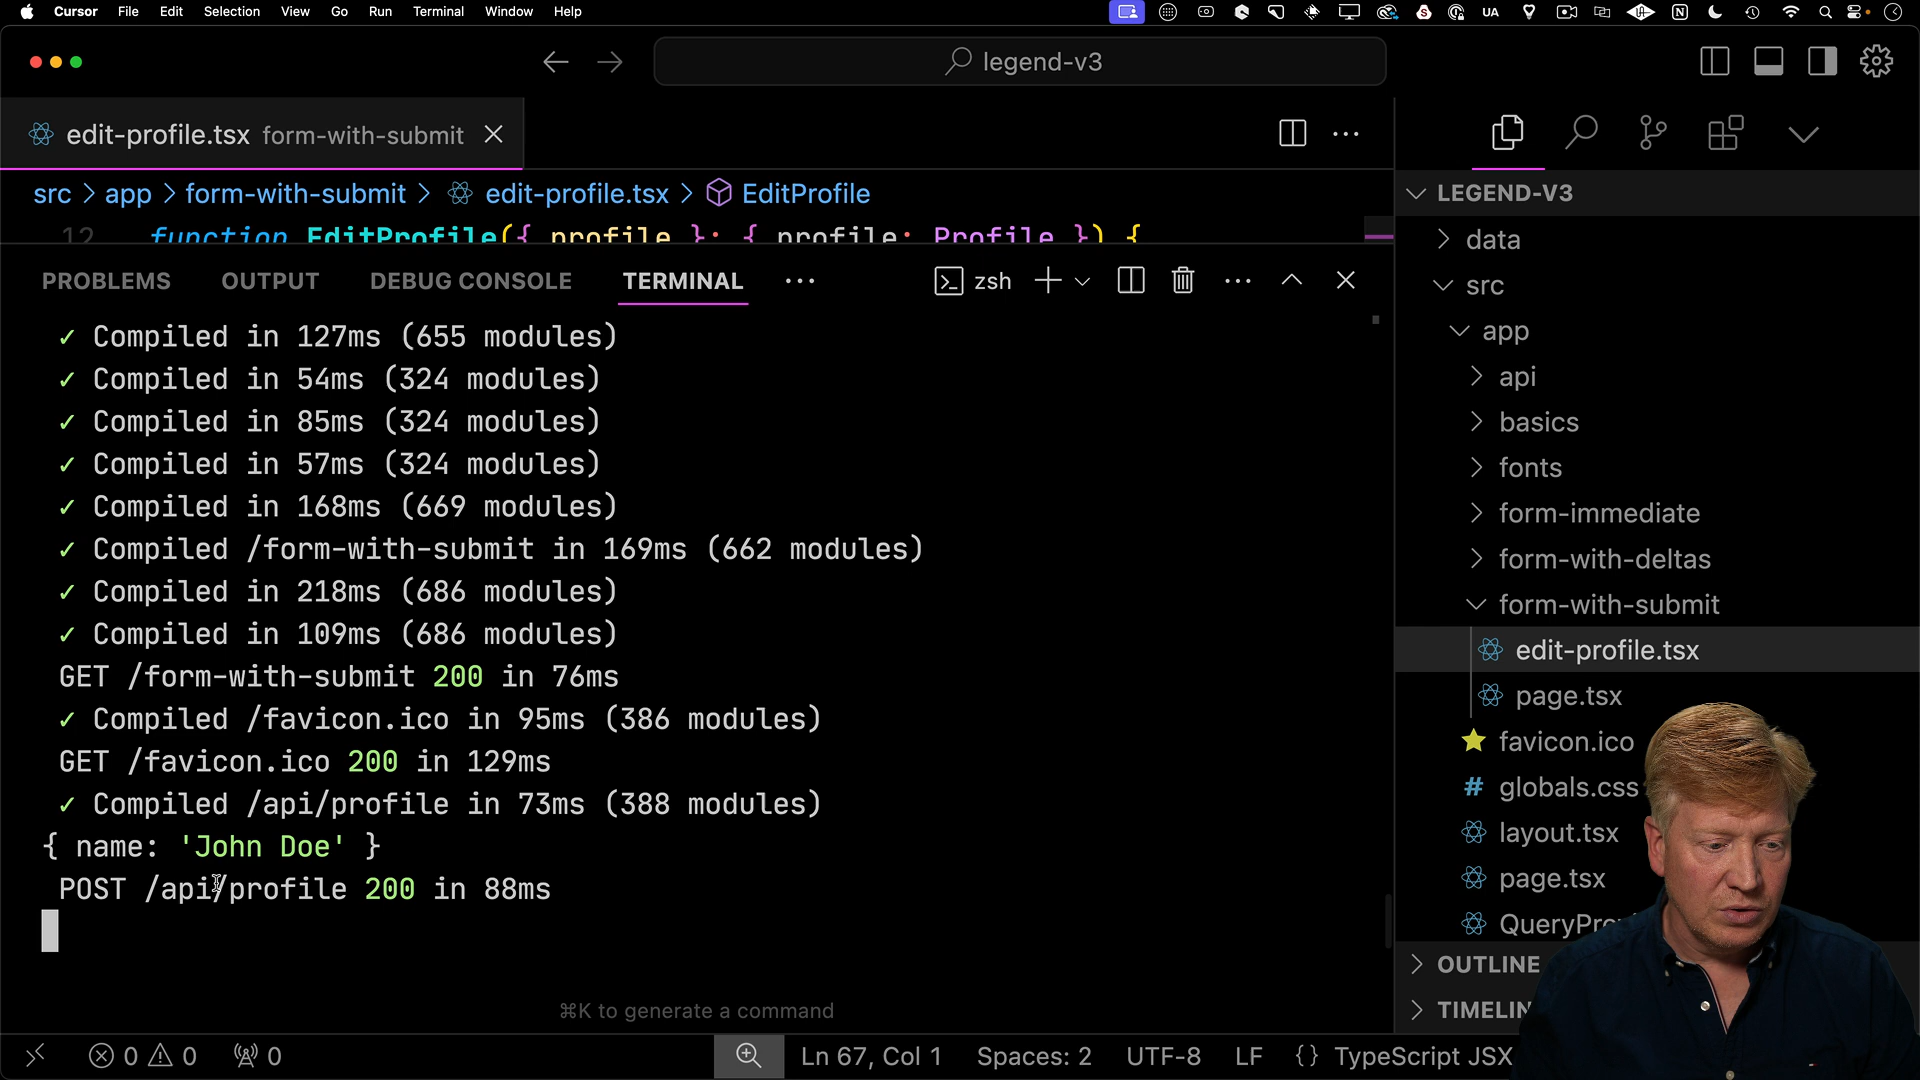 Cursor File Edit Selection View Go Run Terminal Window Help UA
legend-v3
edit-profile.tsx form-with-submit
src > app > form-with-submit > edit-profile.tsx > EditProfile
12 function EditProfile({ profile }: { profile: Profile }) {
PROBLEMS OUTPUT DEBUG CONSOLE TERMINAL ... zsh
✓ Compiled in 127ms (655 modules)
✓ Compiled in 54ms (324 modules)
✓ Compiled in 85ms (324 modules)
✓ Compiled in 57ms (324 modules)
✓ Compiled in 168ms (669 modules)
✓ Compiled /form-with-submit in 169ms (662 modules)
✓ Compiled in 218ms (686 modules)
✓ Compiled in 109ms (686 modules)
GET /form-with-submit 200 in 76ms
✓ Compiled /favicon.ico in 95ms (386 modules)
GET /favicon.ico 200 in 129ms
✓ Compiled /api/profile in 73ms (388 modules)
{ name: 'John Doe' }
POST /api/profile 200 in 88ms
⌘K to generate a command
LEGEND-V3
data
src
app
api
basics
fonts
form-immediate
form-with-deltas
form-with-submit
edit-profile.tsx
page.tsx
favicon.ico
globals.css
layout.tsx
page.tsx
OUTLINE
0 0 0 Ln 67, Col 1 Spaces: 2 UTF-8 LF {} TypeScript JSX